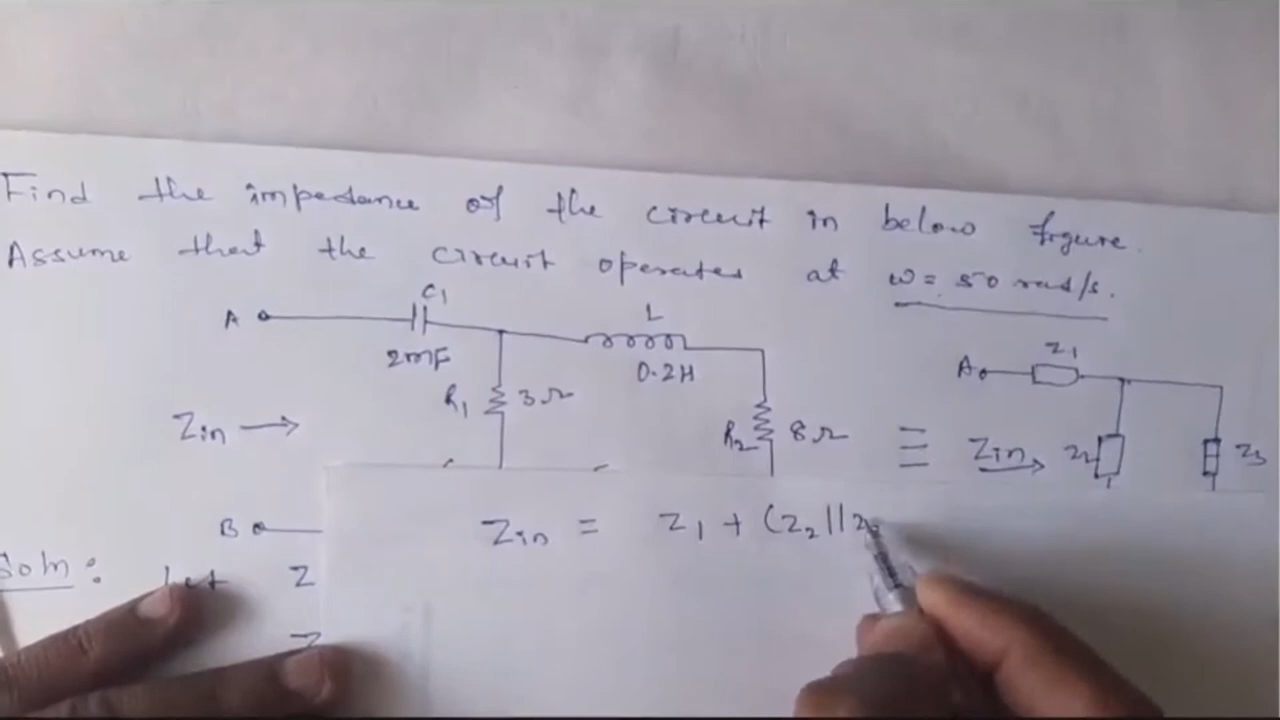 Find the impedance of the circuit in below figure.
Assume that the circuit operates at ω = 50 rad/s.
A C1 L
2mF 0.2H
R1 3Ω
Zin → R2 8Ω
A Z1
≡ Zin → Z2 Z3
B
Zin = Z1 + (Z2 || Z
Soln: Let Z
Z